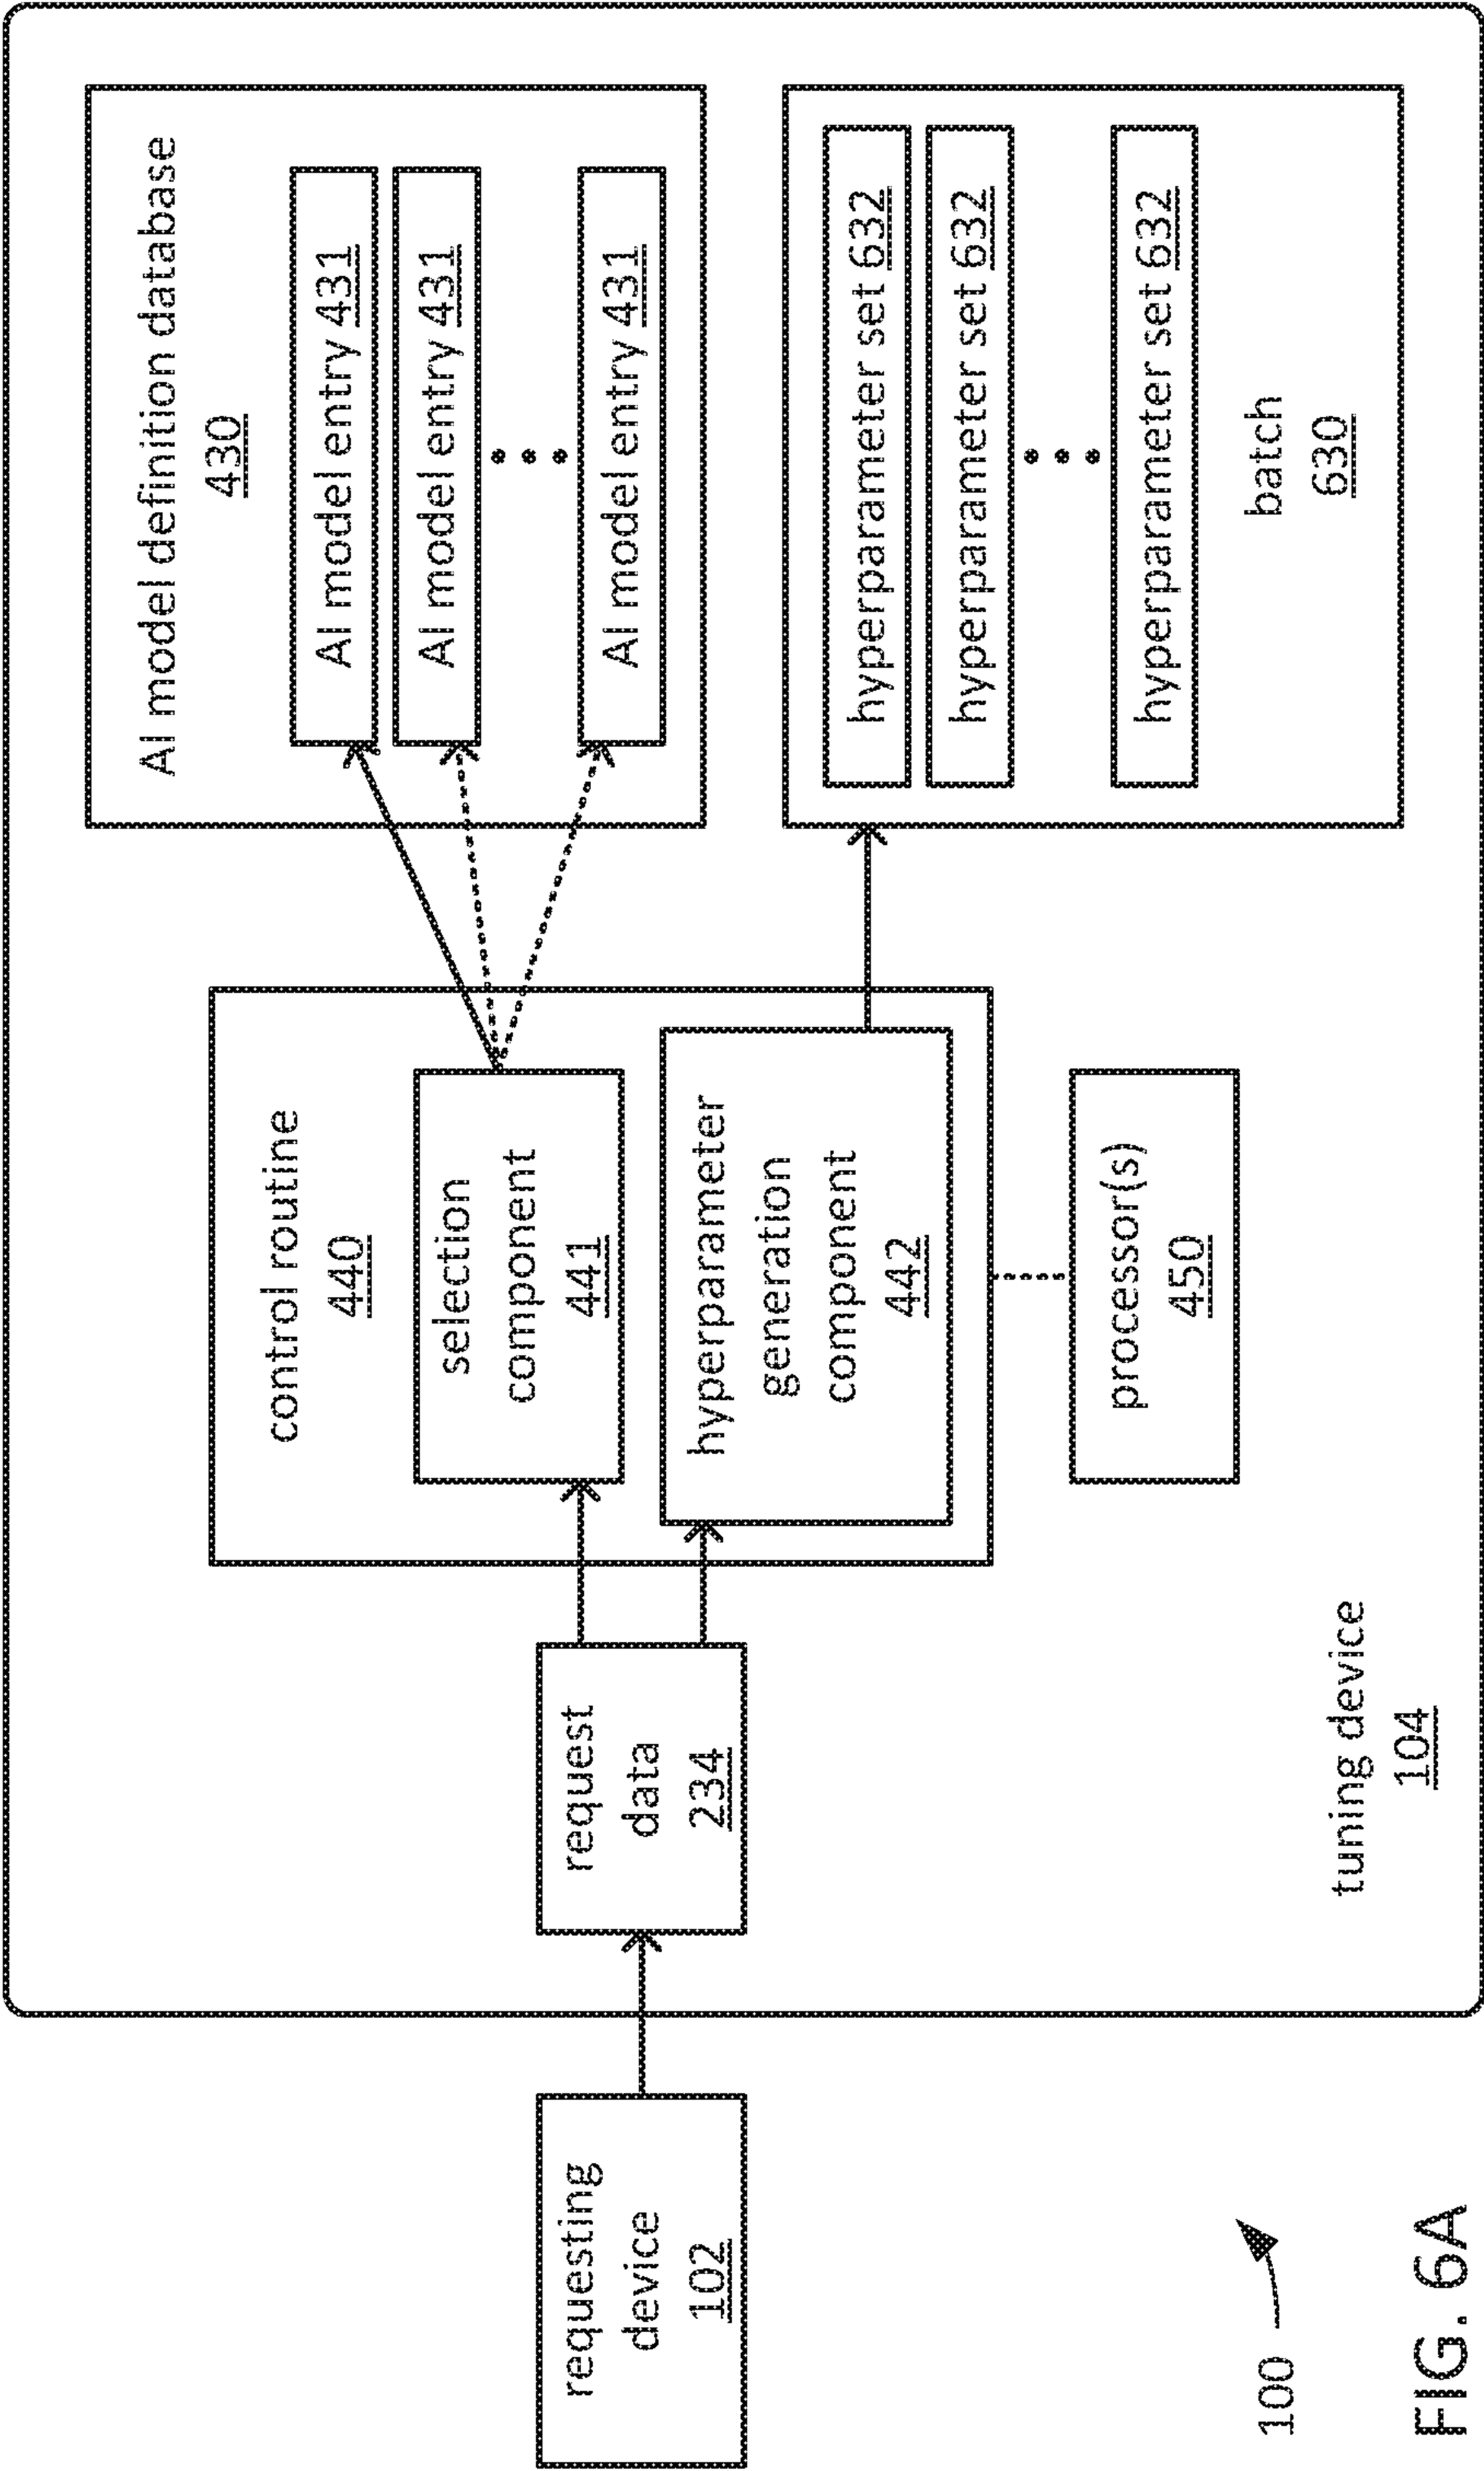 requesting
device
102
request
data
234
control routine
440
selection
component
441
hyperparameter
generation
component
442
processor(s)
450
AI model definition database
430
AI model entry 431
AI model entry 431
AI model entry 431
hyperparameter set 632
hyperparameter set 632
hyperparameter set 632
batch
630
tuning device
104
100
FIG. 6A